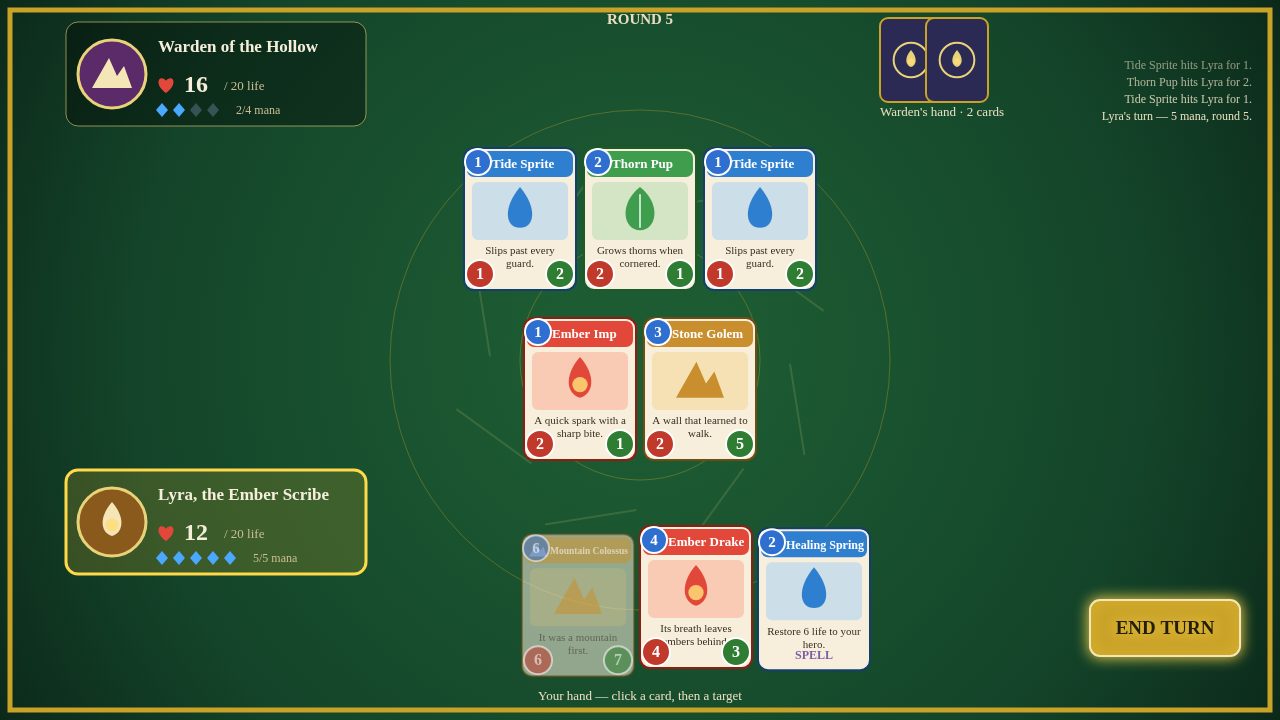 ROUND 5
Warden of the Hollow
16 / 20 life
2/4 mana
Warden's hand · 2 cards
Tide Sprite hits Lyra for 1.
Thorn Pup hits Lyra for 2.
Tide Sprite hits Lyra for 1.
Lyra's turn — 5 mana, round 5.
1 Tide Sprite
Slips past every
guard.
1 2
2 Thorn Pup
Grows thorns when
cornered.
2 1
1 Tide Sprite
Slips past every
guard.
1 2
1 Ember Imp
A quick spark with a
sharp bite.
2 1
3 Stone Golem
A wall that learned to
walk.
2 5
Lyra, the Ember Scribe
12 / 20 life
5/5 mana
6 Mountain Colossus
It was a mountain
first.
6 7
4 Ember Drake
Its breath leaves
embers behind.
4 3
2 Healing Spring
Restore 6 life to your
hero.
SPELL
END TURN
Your hand — click a card, then a target